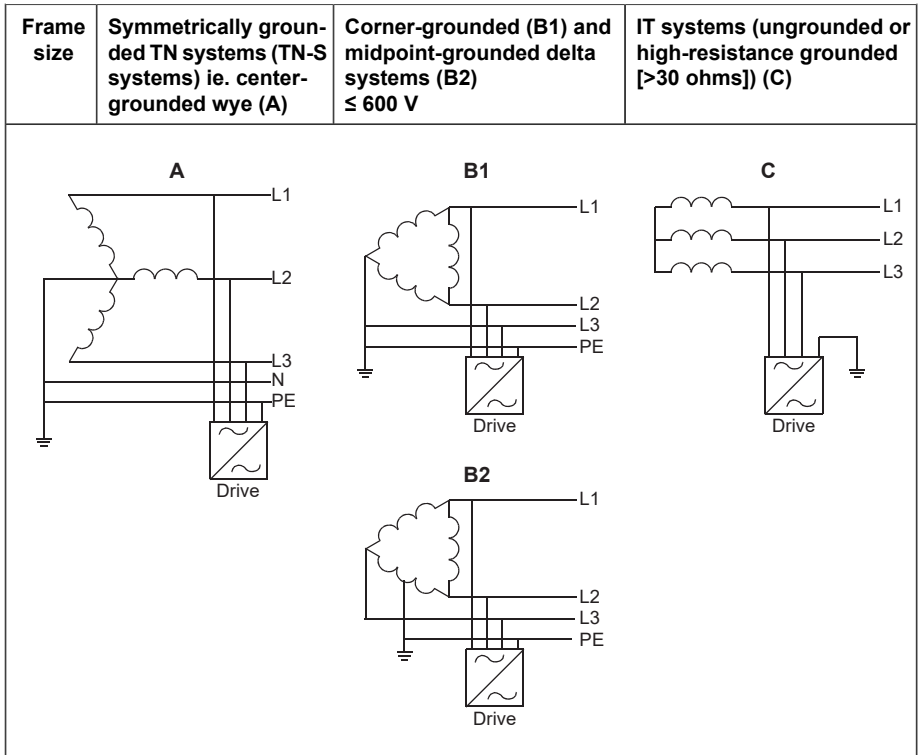 Frame
size
Symmetrically groun-
ded TN systems (TN-S
systems) ie. center-
grounded wye (A)
Corner-grounded (B1) and
midpoint-grounded delta
systems (B2)
≤ 600 V
IT systems (ungrounded or
high-resistance grounded
[>30 ohms]) (C)
A
L1
L2
L3
N
PE
Drive
B1
L1
L2
L3
PE
Drive
B2
L1
L2
L3
PE
Drive
C
L1
L2
L3
Drive